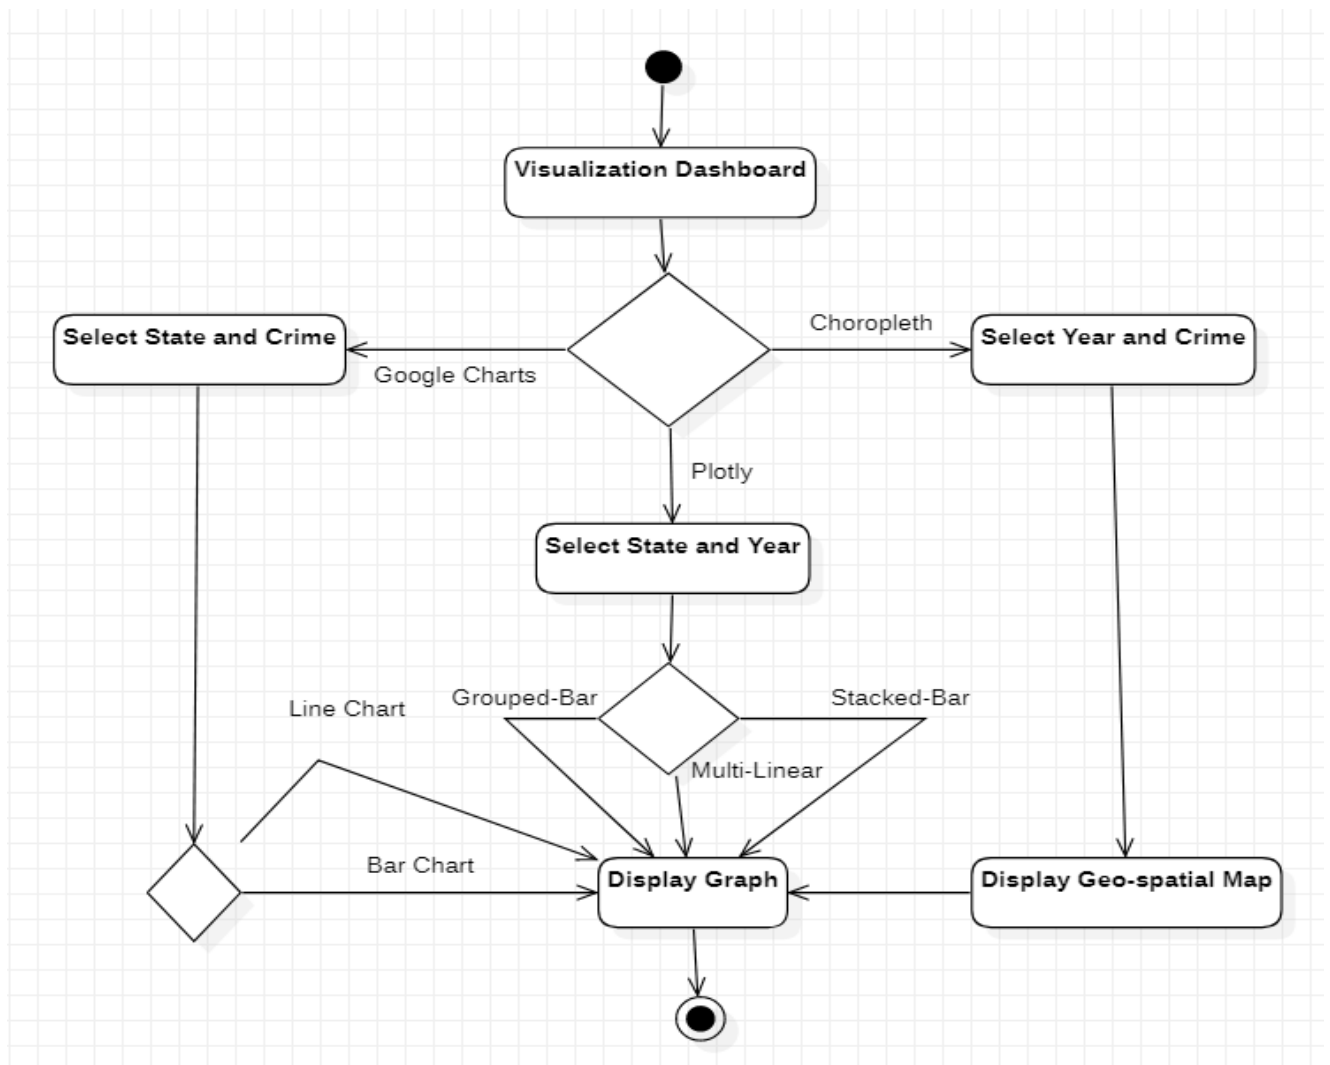 Visualization Dashboard
Choropleth
Select State and Crime
Select Year and Crime
Google Charts
Plotly
Select State and Year
Grouped-Bar
Stacked-Bar
Line Chart
Multi-Linear
Bar Chart
Display Graph
Display Geo-spatial Map